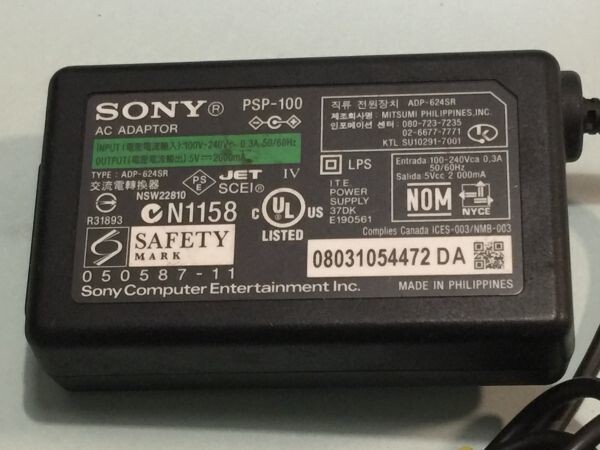 SONY® PSP-100
AC ADAPTOR
INPUT(電壓電流輸入):100V-240V~ 0.3A 50/60Hz
OUTPUT(電壓電流輸出):5V⎓2000mA
TYPE : ADP-624SR
交流電轉換器
NSW22810
R31893
N1158
PS E
JET
SCEI®
IV
C UL® US
LISTED
SAFETY
MARK
050587-11
Sony Computer Entertainment Inc.
직류 전원장치 ADP-624SR
제조회사명: MITSUMI PHILIPPINES,INC.
인포메이션 센터: 080-723-7235
02-6677-7771
KTL SU10291-7001
LPS
I.T.E.
POWER
SUPPLY
37DK
E190561
Entrada 100-240Vca 0,3A
50/60Hz
Salida 5Vcc 2 000mA
NOM
NYCE
Complies Canada ICES-003/NMB-003
08031054472 DA
MADE IN PHILIPPINES